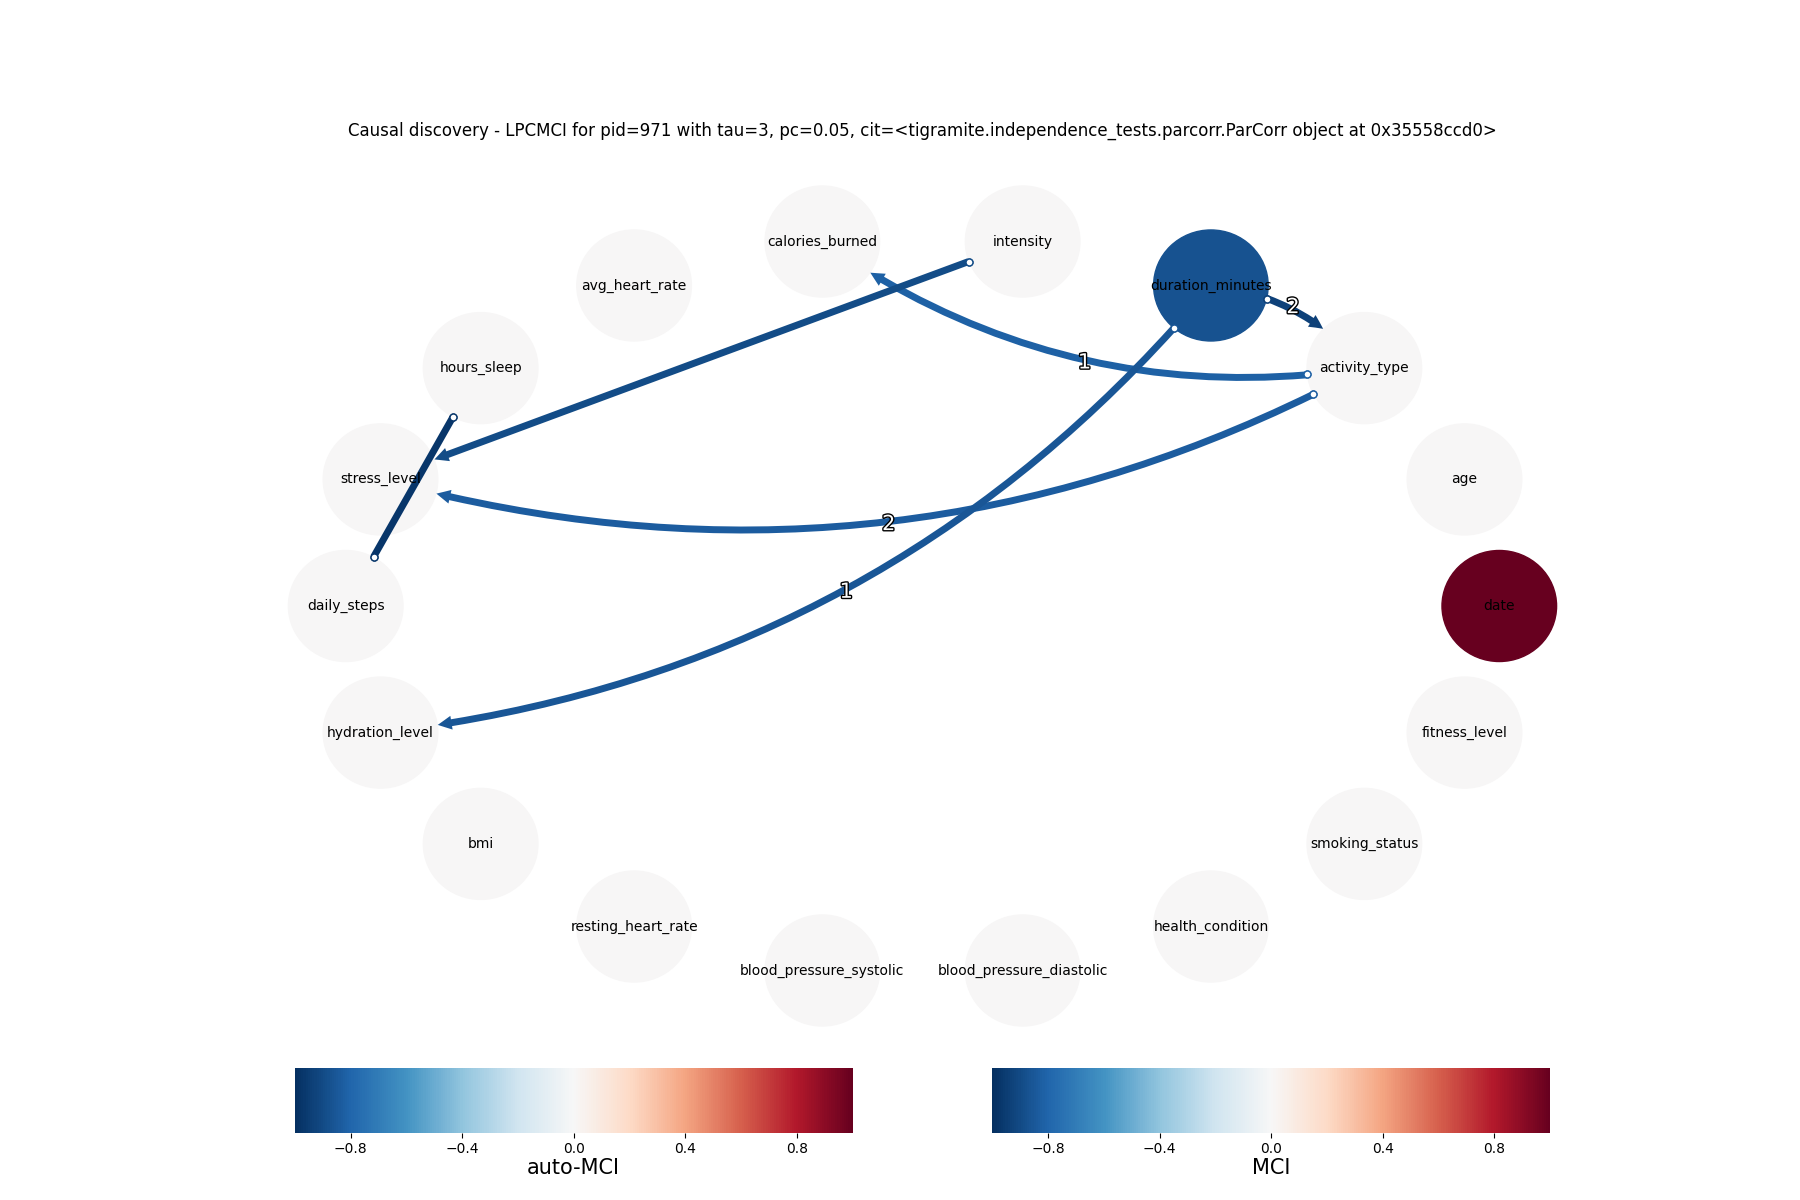 Causal discovery - LPCMCI for pid=971 with tau=3, pc=0.05, cit=<tigramite.independence_tests.parcorr.ParCorr object at 0x35558ccd0>
calories_burned
intensity
avg_heart_rate
duration_minutes
2
hours_sleep
1
activity_type
stress_level
age
2
daily_steps
1
date
hydration_level
fitness_level
bmi
smoking_status
resting_heart_rate
health_condition
blood_pressure_systolic
blood_pressure_diastolic
−0.8 −0.4 0.0 0.4 0.8
auto-MCI
−0.8 −0.4 0.0 0.4 0.8
MCI